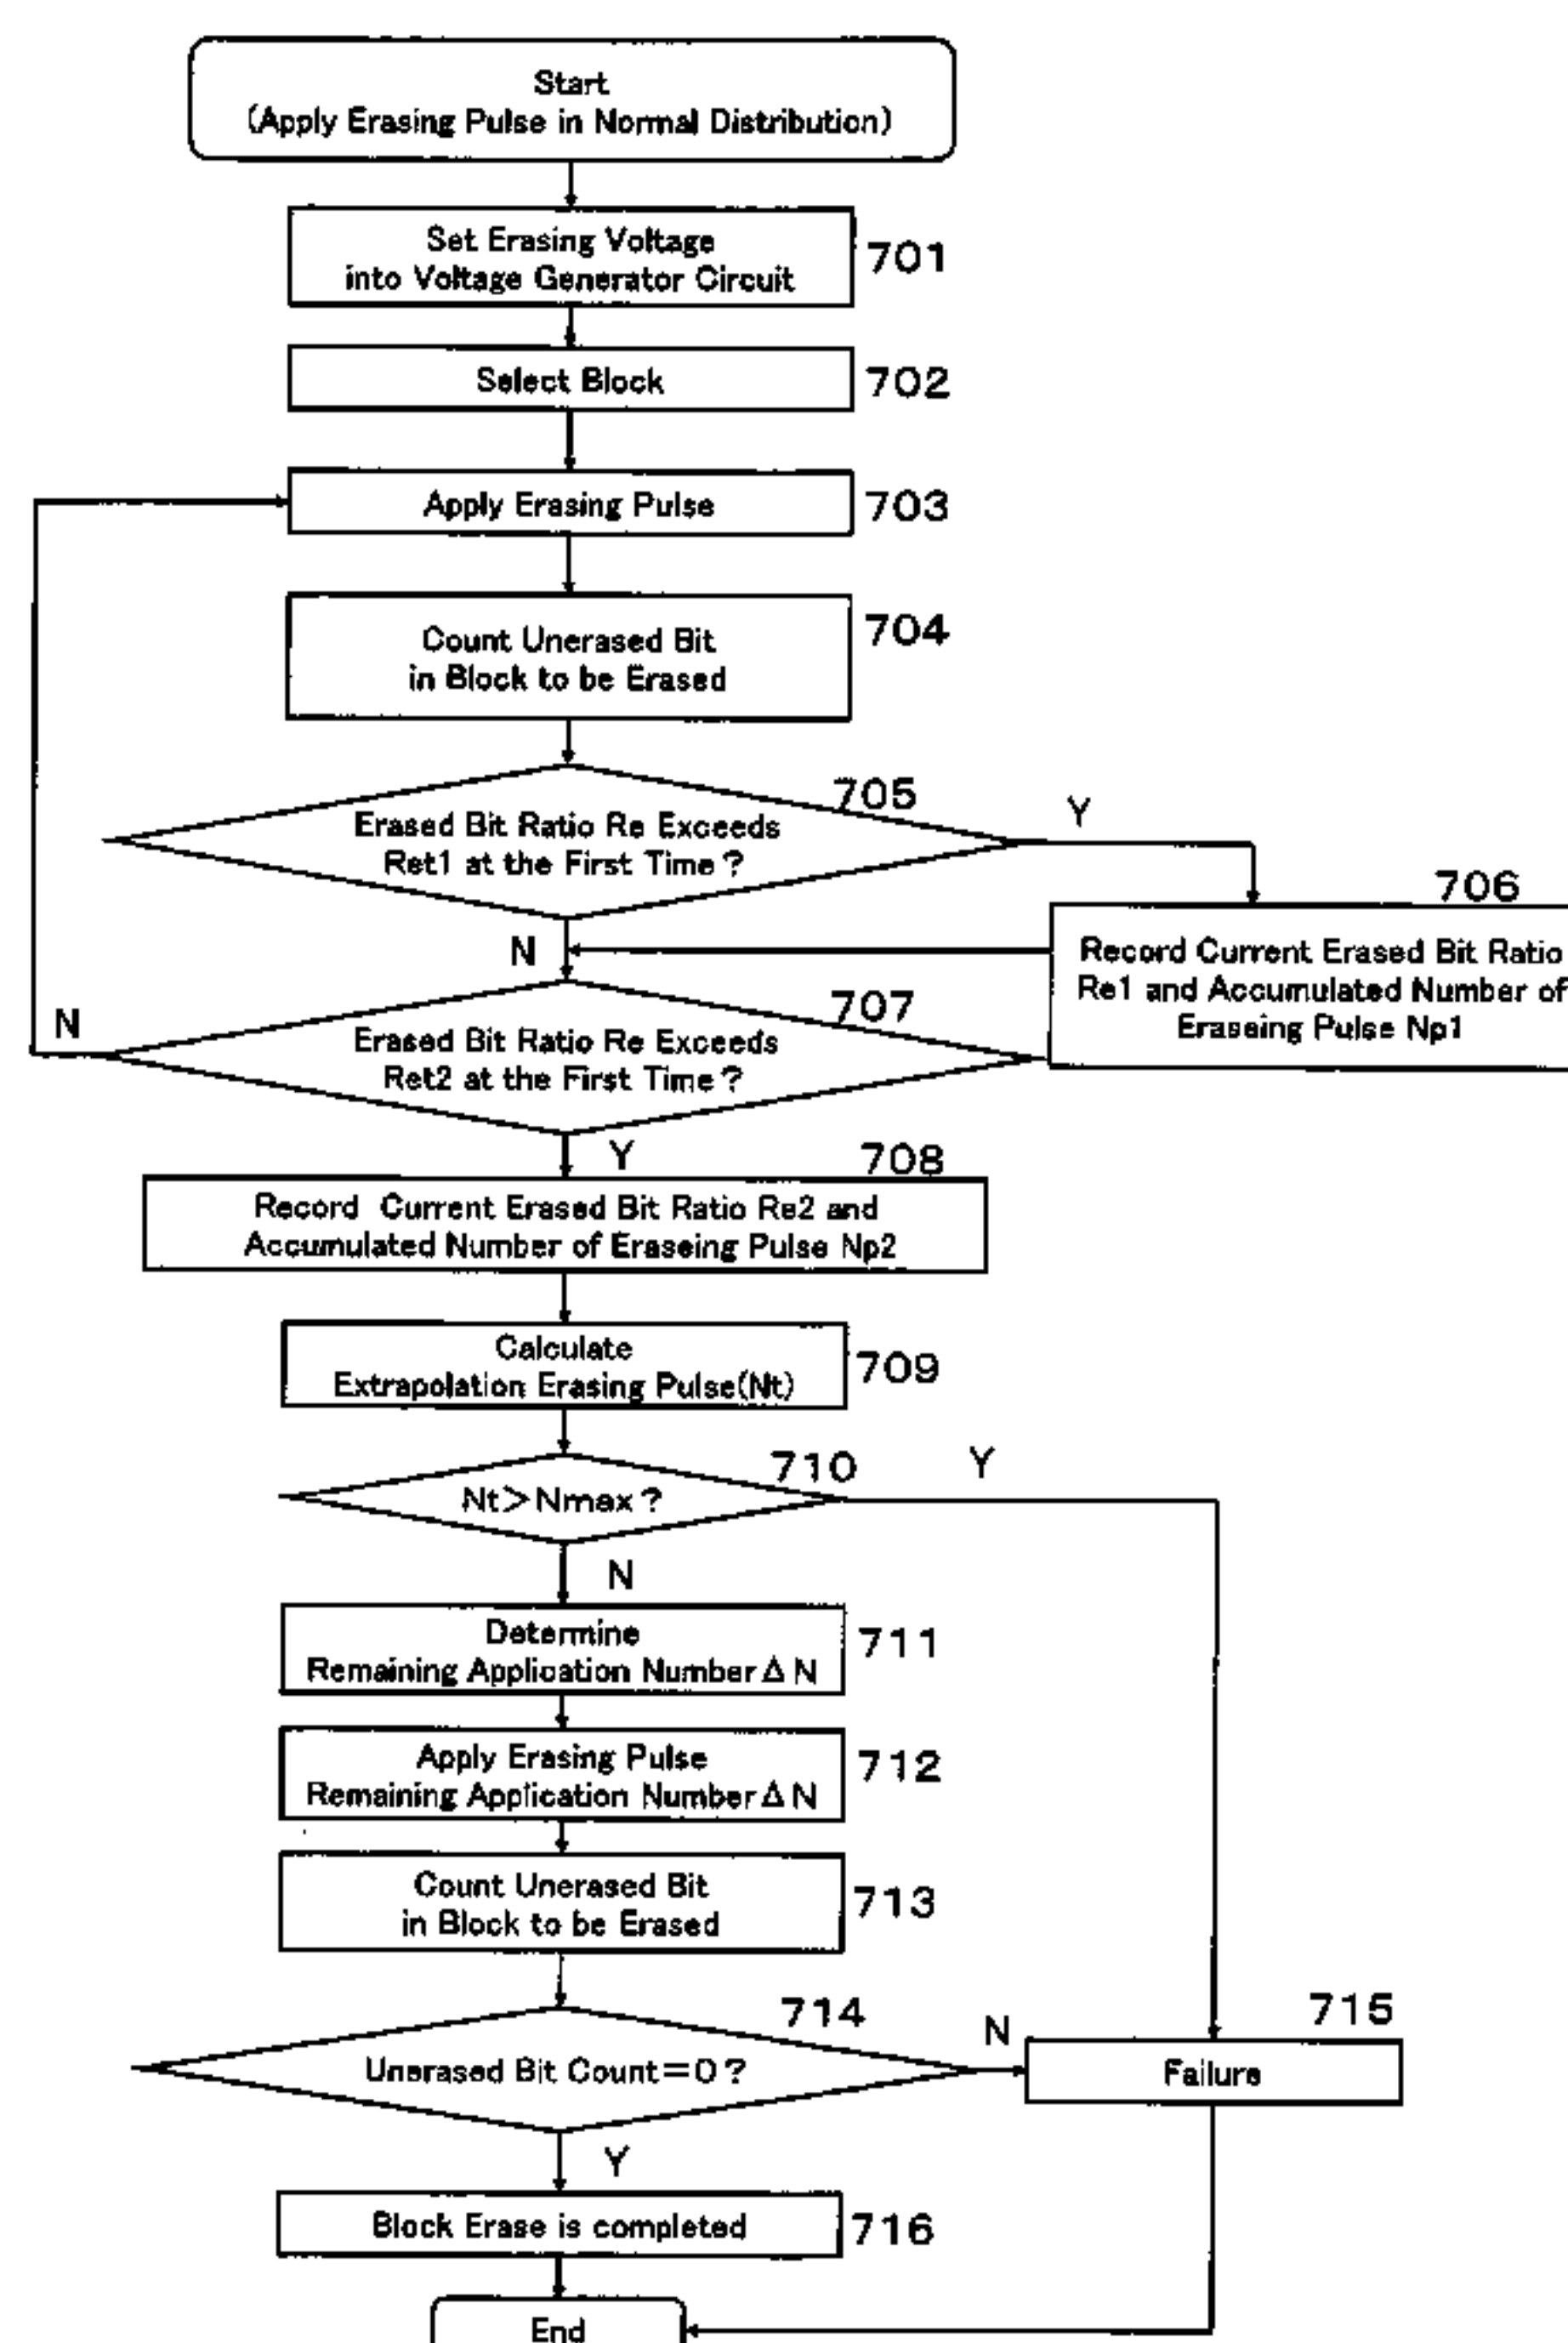 Start
(Apply Erasing Pulse in Normal Distribution)
Set Erasing Voltage
into Voltage Generator Circuit
701
Select Block
702
Apply Erasing Pulse
703
Count Unerased Bit
in Block to be Erased
704
705
Erased Bit Ratio Re Exceeds
Ret1 at the First Time?
Y
N
706
Record Current Erased Bit Ratio
Re1 and Accumulated Number of
Eraseing Pulse Np1
707
Erased Bit Ratio Re Exceeds
Ret2 at the First Time?
N
Y
708
Record Current Erased Bit Ratio Re2 and
Accumulated Number of Eraseing Pulse Np2
Calculate
Extrapolation Erasing Pulse(Nt)
709
710
Nt>Nmax?
Y
N
Determine
Remaining Application Number Δ N
711
Apply Erasing Pulse
Remaining Application Number Δ N
712
Count Unerased Bit
in Block to be Erased
713
714
Unerased Bit Count=0?
N
715
Failure
Y
Block Erase is completed
716
End